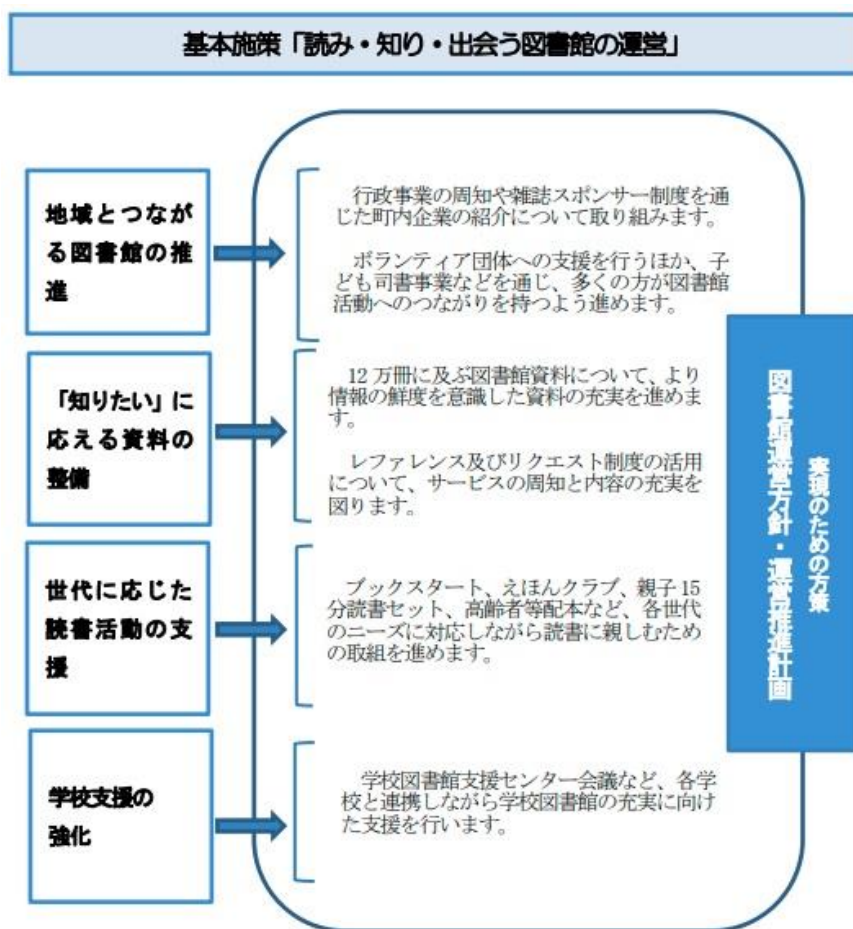 基本施策「読み・知り・出会う図書館の運営」
地域とつなが
る図書館の推
進
行政事業の周知や雑誌スポンサー制度を通
じた町内企業の紹介について取り組みます。
ボランティア団体への支援を行うほか、子
ども司書事業などを通じ、多くの方が図書館
活動へのつながりを持つよう進めます。
「知りたい」に
応える資料の
整備
12万冊に及ぶ図書館資料について、より
情報の鮮度を意識した資料の充実を進めま
す。
レファレンス及びリクエスト制度の活用
について、サービスの周知と内容の充実を
図ります。
世代に応じた
読書活動の支
援
ブックスタート、えほんクラブ、親子15
分読書セット、高齢者等配本など、各世代
のニーズに対応しながら読書に親しむため
の取組を進めます。
学校支援の
強化
学校図書館支援センター会議など、各学
校と連携しながら学校図書館の充実に向け
た支援を行います。
実現のための方策
図書館運営方針・運営推進計画